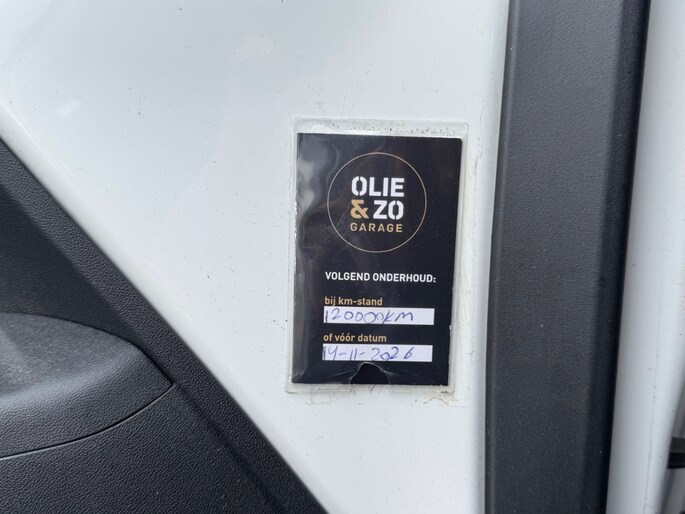 OLIE
& ZO
GARAGE
VOLGEND ONDERHOUD:
bij km-stand
120000KM
of vóór datum
14-11-2026